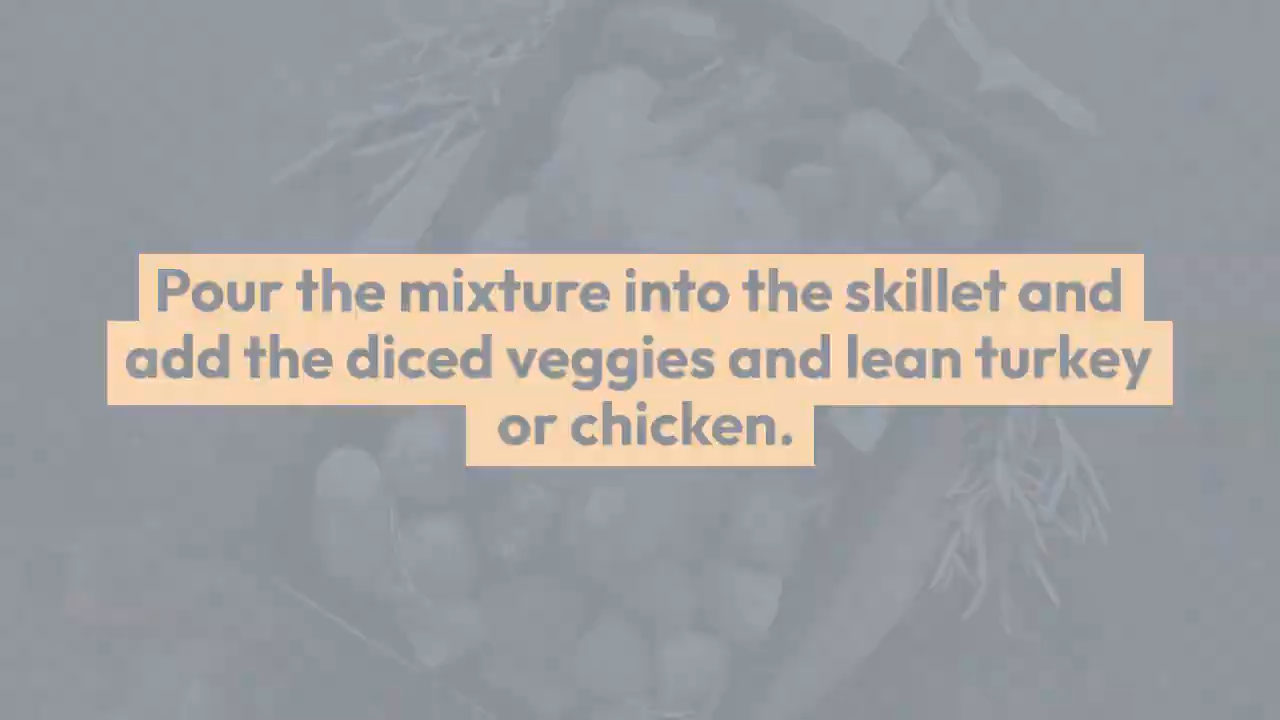 Pour the mixture into the skillet and
add the diced veggies and lean turkey
or chicken.